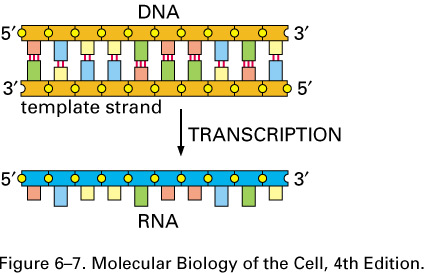 DNA
5′ 3′
3′ 5′
template strand
TRANSCRIPTION
5′ 3′
RNA
Figure 6–7. Molecular Biology of the Cell, 4th Edition.